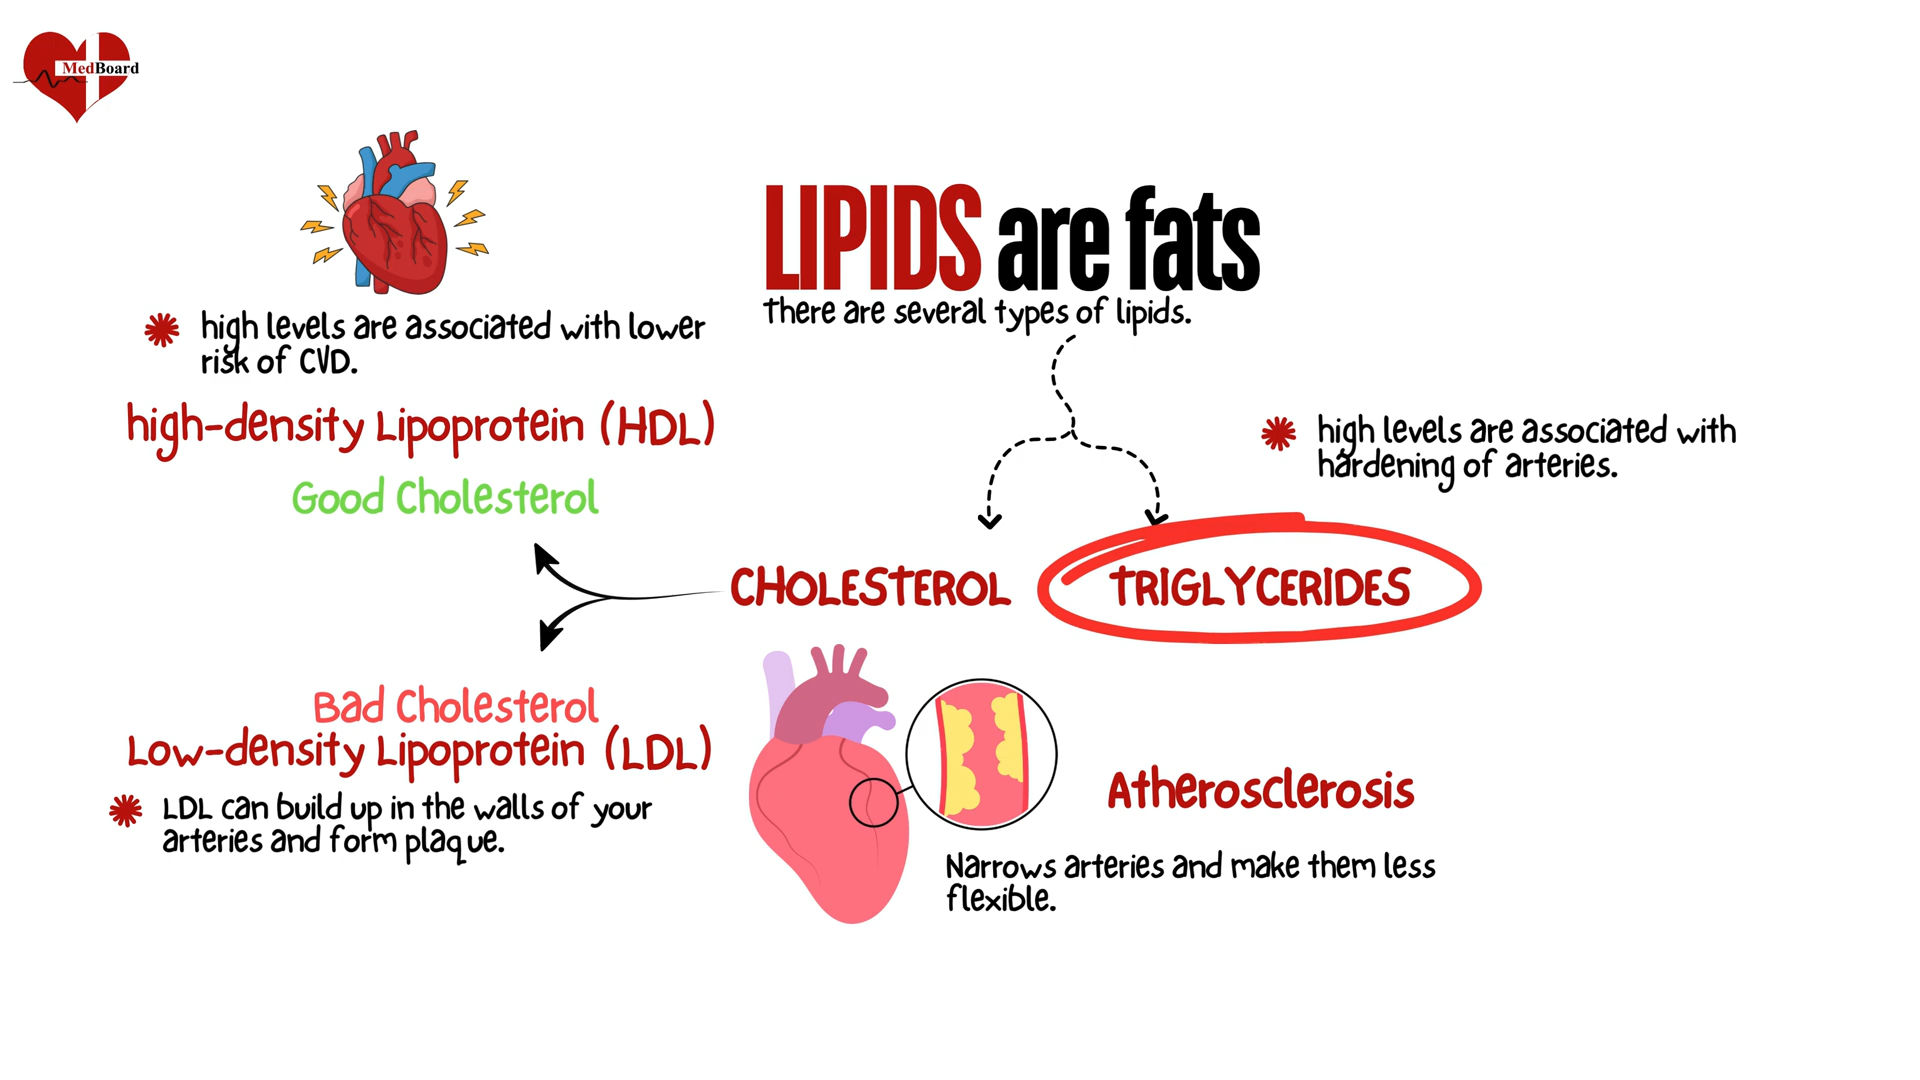 MedBoard
LIPIDS are fats
There are several types of lipids.
high levels are associated with lower
risk of CVD.
high-density Lipoprotein (HDL)
Good Cholesterol
high levels are associated with
hardening of arteries.
CHOLESTEROL
TRIGLYCERIDES
Bad Cholesterol
Low-density Lipoprotein (LDL)
LDL can build up in the walls of your
arteries and form plaque.
Atherosclerosis
Narrows arteries and make them less
flexible.